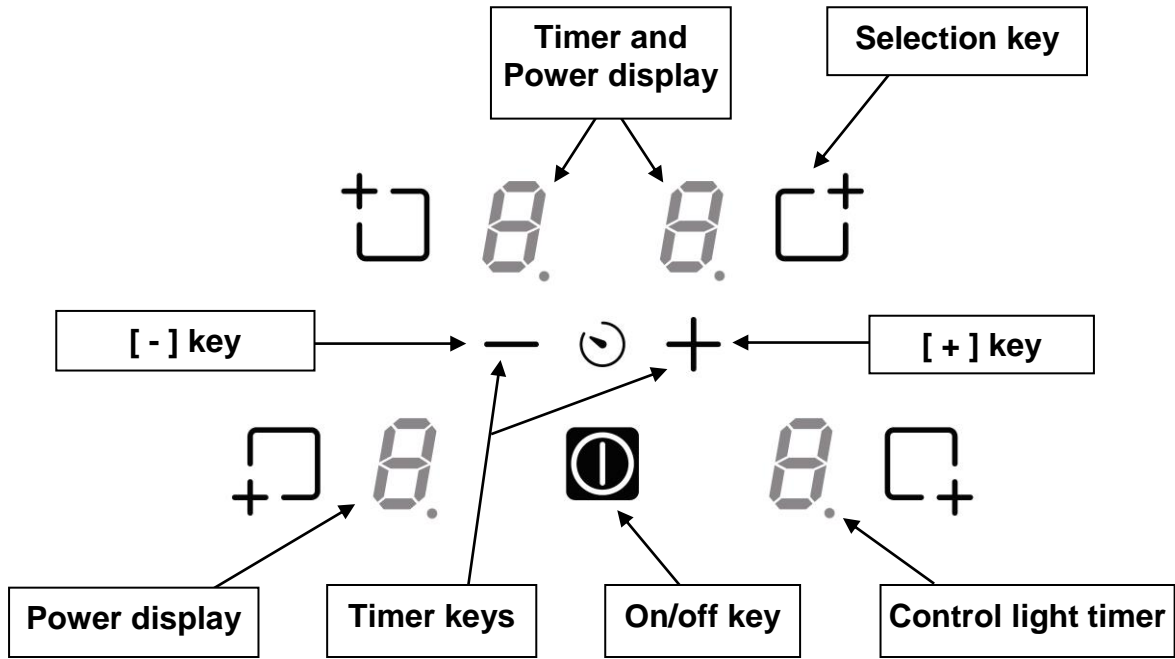 Timer and
Power display
Selection key
[ - ] key
[ + ] key
Power display
Timer keys
On/off key
Control light timer